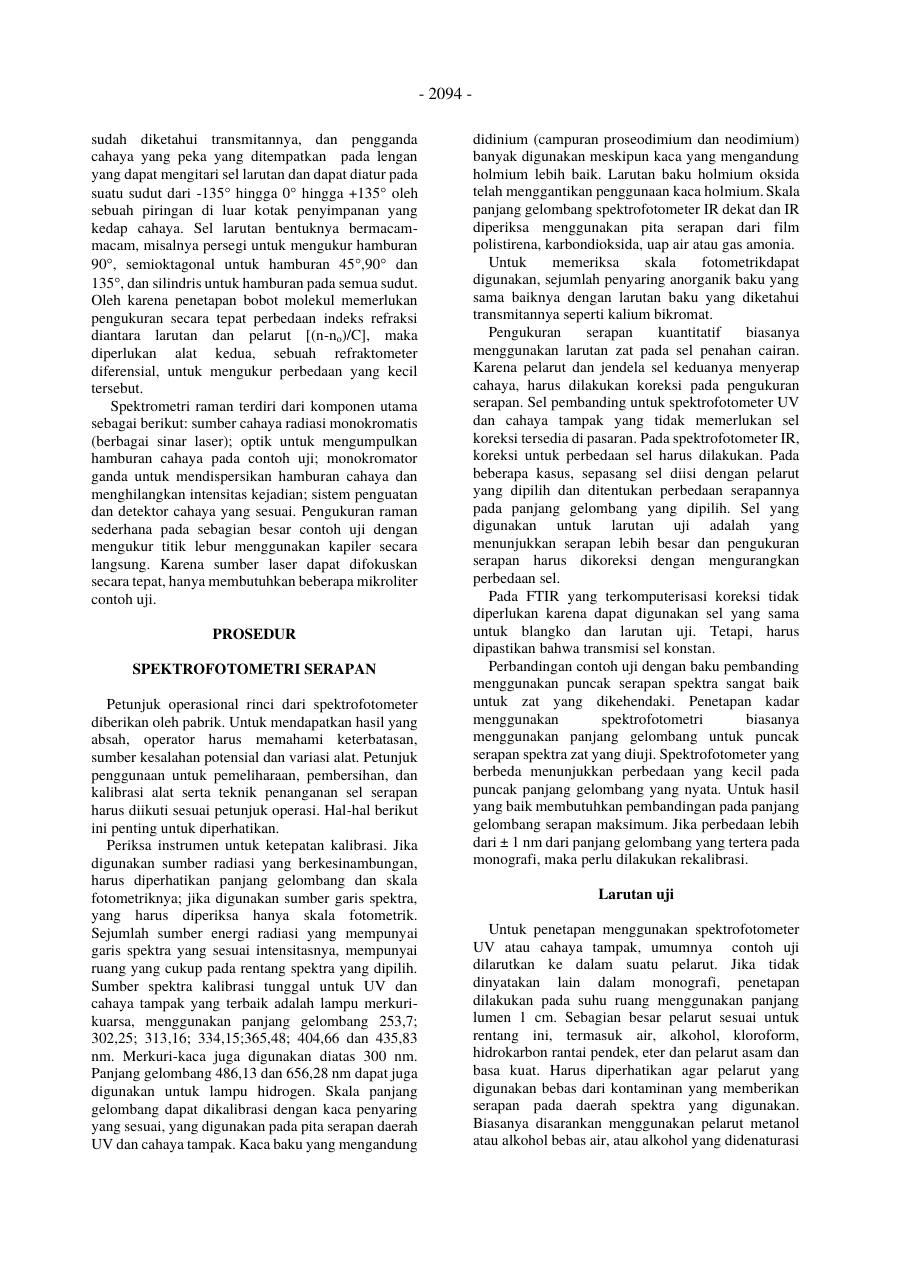 - 2094 -
sudah diketahui transmitannya, dan pengganda
cahaya yang peka yang ditempatkan pada lengan
yang dapat mengitari sel larutan dan dapat diatur pada
suatu sudut dari -135° hingga 0° hingga +135° oleh
sebuah piringan di luar kotak penyimpanan yang
kedap cahaya. Sel larutan bentuknya bermacam-
macam, misalnya persegi untuk mengukur hamburan
90°, semioktagonal untuk hamburan 45°,90° dan
135°, dan silindris untuk hamburan pada semua sudut.
Oleh karena penetapan bobot molekul memerlukan
pengukuran secara tepat perbedaan indeks refraksi
diantara larutan dan pelarut [(n-nₒ)/C], maka
diperlukan alat kedua, sebuah refraktometer
diferensial, untuk mengukur perbedaan yang kecil
tersebut.
Spektrometri raman terdiri dari komponen utama
sebagai berikut: sumber cahaya radiasi monokromatis
(berbagai sinar laser); optik untuk mengumpulkan
hamburan cahaya pada contoh uji; monokromator
ganda untuk mendispersikan hamburan cahaya dan
menghilangkan intensitas kejadian; sistem penguatan
dan detektor cahaya yang sesuai. Pengukuran raman
sederhana pada sebagian besar contoh uji dengan
mengukur titik lebur menggunakan kapiler secara
langsung. Karena sumber laser dapat difokuskan
secara tepat, hanya membutuhkan beberapa mikroliter
contoh uji.
PROSEDUR
SPEKTROFOTOMETRI SERAPAN
Petunjuk operasional rinci dari spektrofotometer
diberikan oleh pabrik. Untuk mendapatkan hasil yang
absah, operator harus memahami keterbatasan,
sumber kesalahan potensial dan variasi alat. Petunjuk
penggunaan untuk pemeliharaan, pembersihan, dan
kalibrasi alat serta teknik penanganan sel serapan
harus diikuti sesuai petunjuk operasi. Hal-hal berikut
ini penting untuk diperhatikan.
Periksa instrumen untuk ketepatan kalibrasi. Jika
digunakan sumber radiasi yang berkesinambungan,
harus diperhatikan panjang gelombang dan skala
fotometriknya; jika digunakan sumber garis spektra,
yang harus diperiksa hanya skala fotometrik.
Sejumlah sumber energi radiasi yang mempunyai
garis spektra yang sesuai intensitasnya, mempunyai
ruang yang cukup pada rentang spektra yang dipilih.
Sumber spektra kalibrasi tunggal untuk UV dan
cahaya tampak yang terbaik adalah lampu merkuri-
kuarsa, menggunakan panjang gelombang 253,7;
302,25; 313,16; 334,15;365,48; 404,66 dan 435,83
nm. Merkuri-kaca juga digunakan diatas 300 nm.
Panjang gelombang 486,13 dan 656,28 nm dapat juga
digunakan untuk lampu hidrogen. Skala panjang
gelombang dapat dikalibrasi dengan kaca penyaring
yang sesuai, yang digunakan pada pita serapan daerah
UV dan cahaya tampak. Kaca baku yang mengandung
didinium (campuran proseodimium dan neodimium)
banyak digunakan meskipun kaca yang mengandung
holmium lebih baik. Larutan baku holmium oksida
telah menggantikan penggunaan kaca holmium. Skala
panjang gelombang spektrofotometer IR dekat dan IR
diperiksa menggunakan pita serapan dari film
polistirena, karbondioksida, uap air atau gas amonia.
Untuk memeriksa skala fotometrikdapat
digunakan, sejumlah penyaring anorganik baku yang
sama baiknya dengan larutan baku yang diketahui
transmitannya seperti kalium bikromat.
Pengukuran serapan kuantitatif biasanya
menggunakan larutan zat pada sel penahan cairan.
Karena pelarut dan jendela sel keduanya menyerap
cahaya, harus dilakukan koreksi pada pengukuran
serapan. Sel pembanding untuk spektrofotometer UV
dan cahaya tampak yang tidak memerlukan sel
koreksi tersedia di pasaran. Pada spektrofotometer IR,
koreksi untuk perbedaan sel harus dilakukan. Pada
beberapa kasus, sepasang sel diisi dengan pelarut
yang dipilih dan ditentukan perbedaan serapannya
pada panjang gelombang yang dipilih. Sel yang
digunakan untuk larutan uji adalah yang
menunjukkan serapan lebih besar dan pengukuran
serapan harus dikoreksi dengan mengurangkan
perbedaan sel.
Pada FTIR yang terkomputerisasi koreksi tidak
diperlukan karena dapat digunakan sel yang sama
untuk blangko dan larutan uji. Tetapi, harus
dipastikan bahwa transmisi sel konstan.
Perbandingan contoh uji dengan baku pembanding
menggunakan puncak serapan spektra sangat baik
untuk zat yang dikehendaki. Penetapan kadar
menggunakan spektrofotometri biasanya
menggunakan panjang gelombang untuk puncak
serapan spektra zat yang diuji. Spektrofotometer yang
berbeda menunjukkan perbedaan yang kecil pada
puncak panjang gelombang yang nyata. Untuk hasil
yang baik membutuhkan pembandingan pada panjang
gelombang serapan maksimum. Jika perbedaan lebih
dari ± 1 nm dari panjang gelombang yang tertera pada
monografi, maka perlu dilakukan rekalibrasi.
Larutan uji
Untuk penetapan menggunakan spektrofotometer
UV atau cahaya tampak, umumnya contoh uji
dilarutkan ke dalam suatu pelarut. Jika tidak
dinyatakan lain dalam monografi, penetapan
dilakukan pada suhu ruang menggunakan panjang
lumen 1 cm. Sebagian besar pelarut sesuai untuk
rentang ini, termasuk air, alkohol, kloroform,
hidrokarbon rantai pendek, eter dan pelarut asam dan
basa kuat. Harus diperhatikan agar pelarut yang
digunakan bebas dari kontaminan yang memberikan
serapan pada daerah spektra yang digunakan.
Biasanya disarankan menggunakan pelarut metanol
atau alkohol bebas air, atau alkohol yang didenaturasi